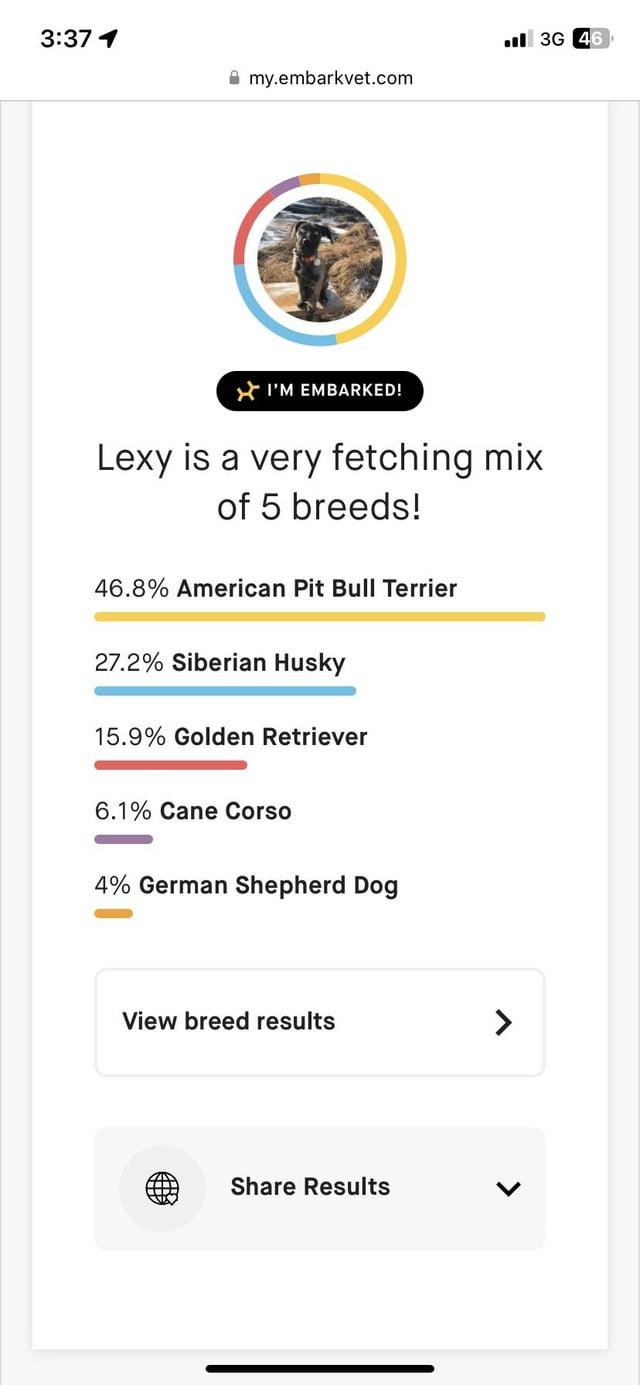 3:37
3G 46
my.embarkvet.com
I'M EMBARKED!
Lexy is a very fetching mix
of 5 breeds!
46.8% American Pit Bull Terrier
27.2% Siberian Husky
15.9% Golden Retriever
6.1% Cane Corso
4% German Shepherd Dog
View breed results
Share Results